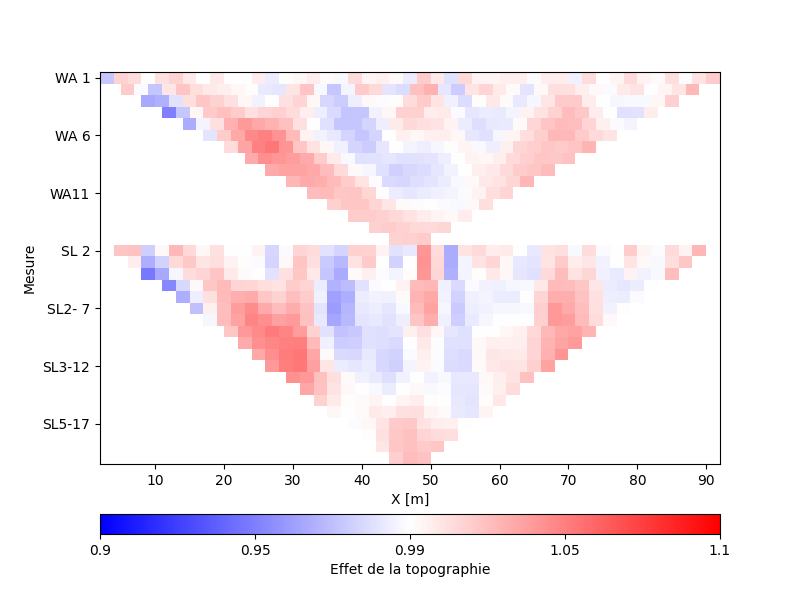 WA 1
WA 6
WA11
SL 2
SL2- 7
SL3-12
SL5-17
Mesure
10 20 30 40 50 60 70 80 90
X [m]
0.9 0.95 0.99 1.05 1.1
Effet de la topographie